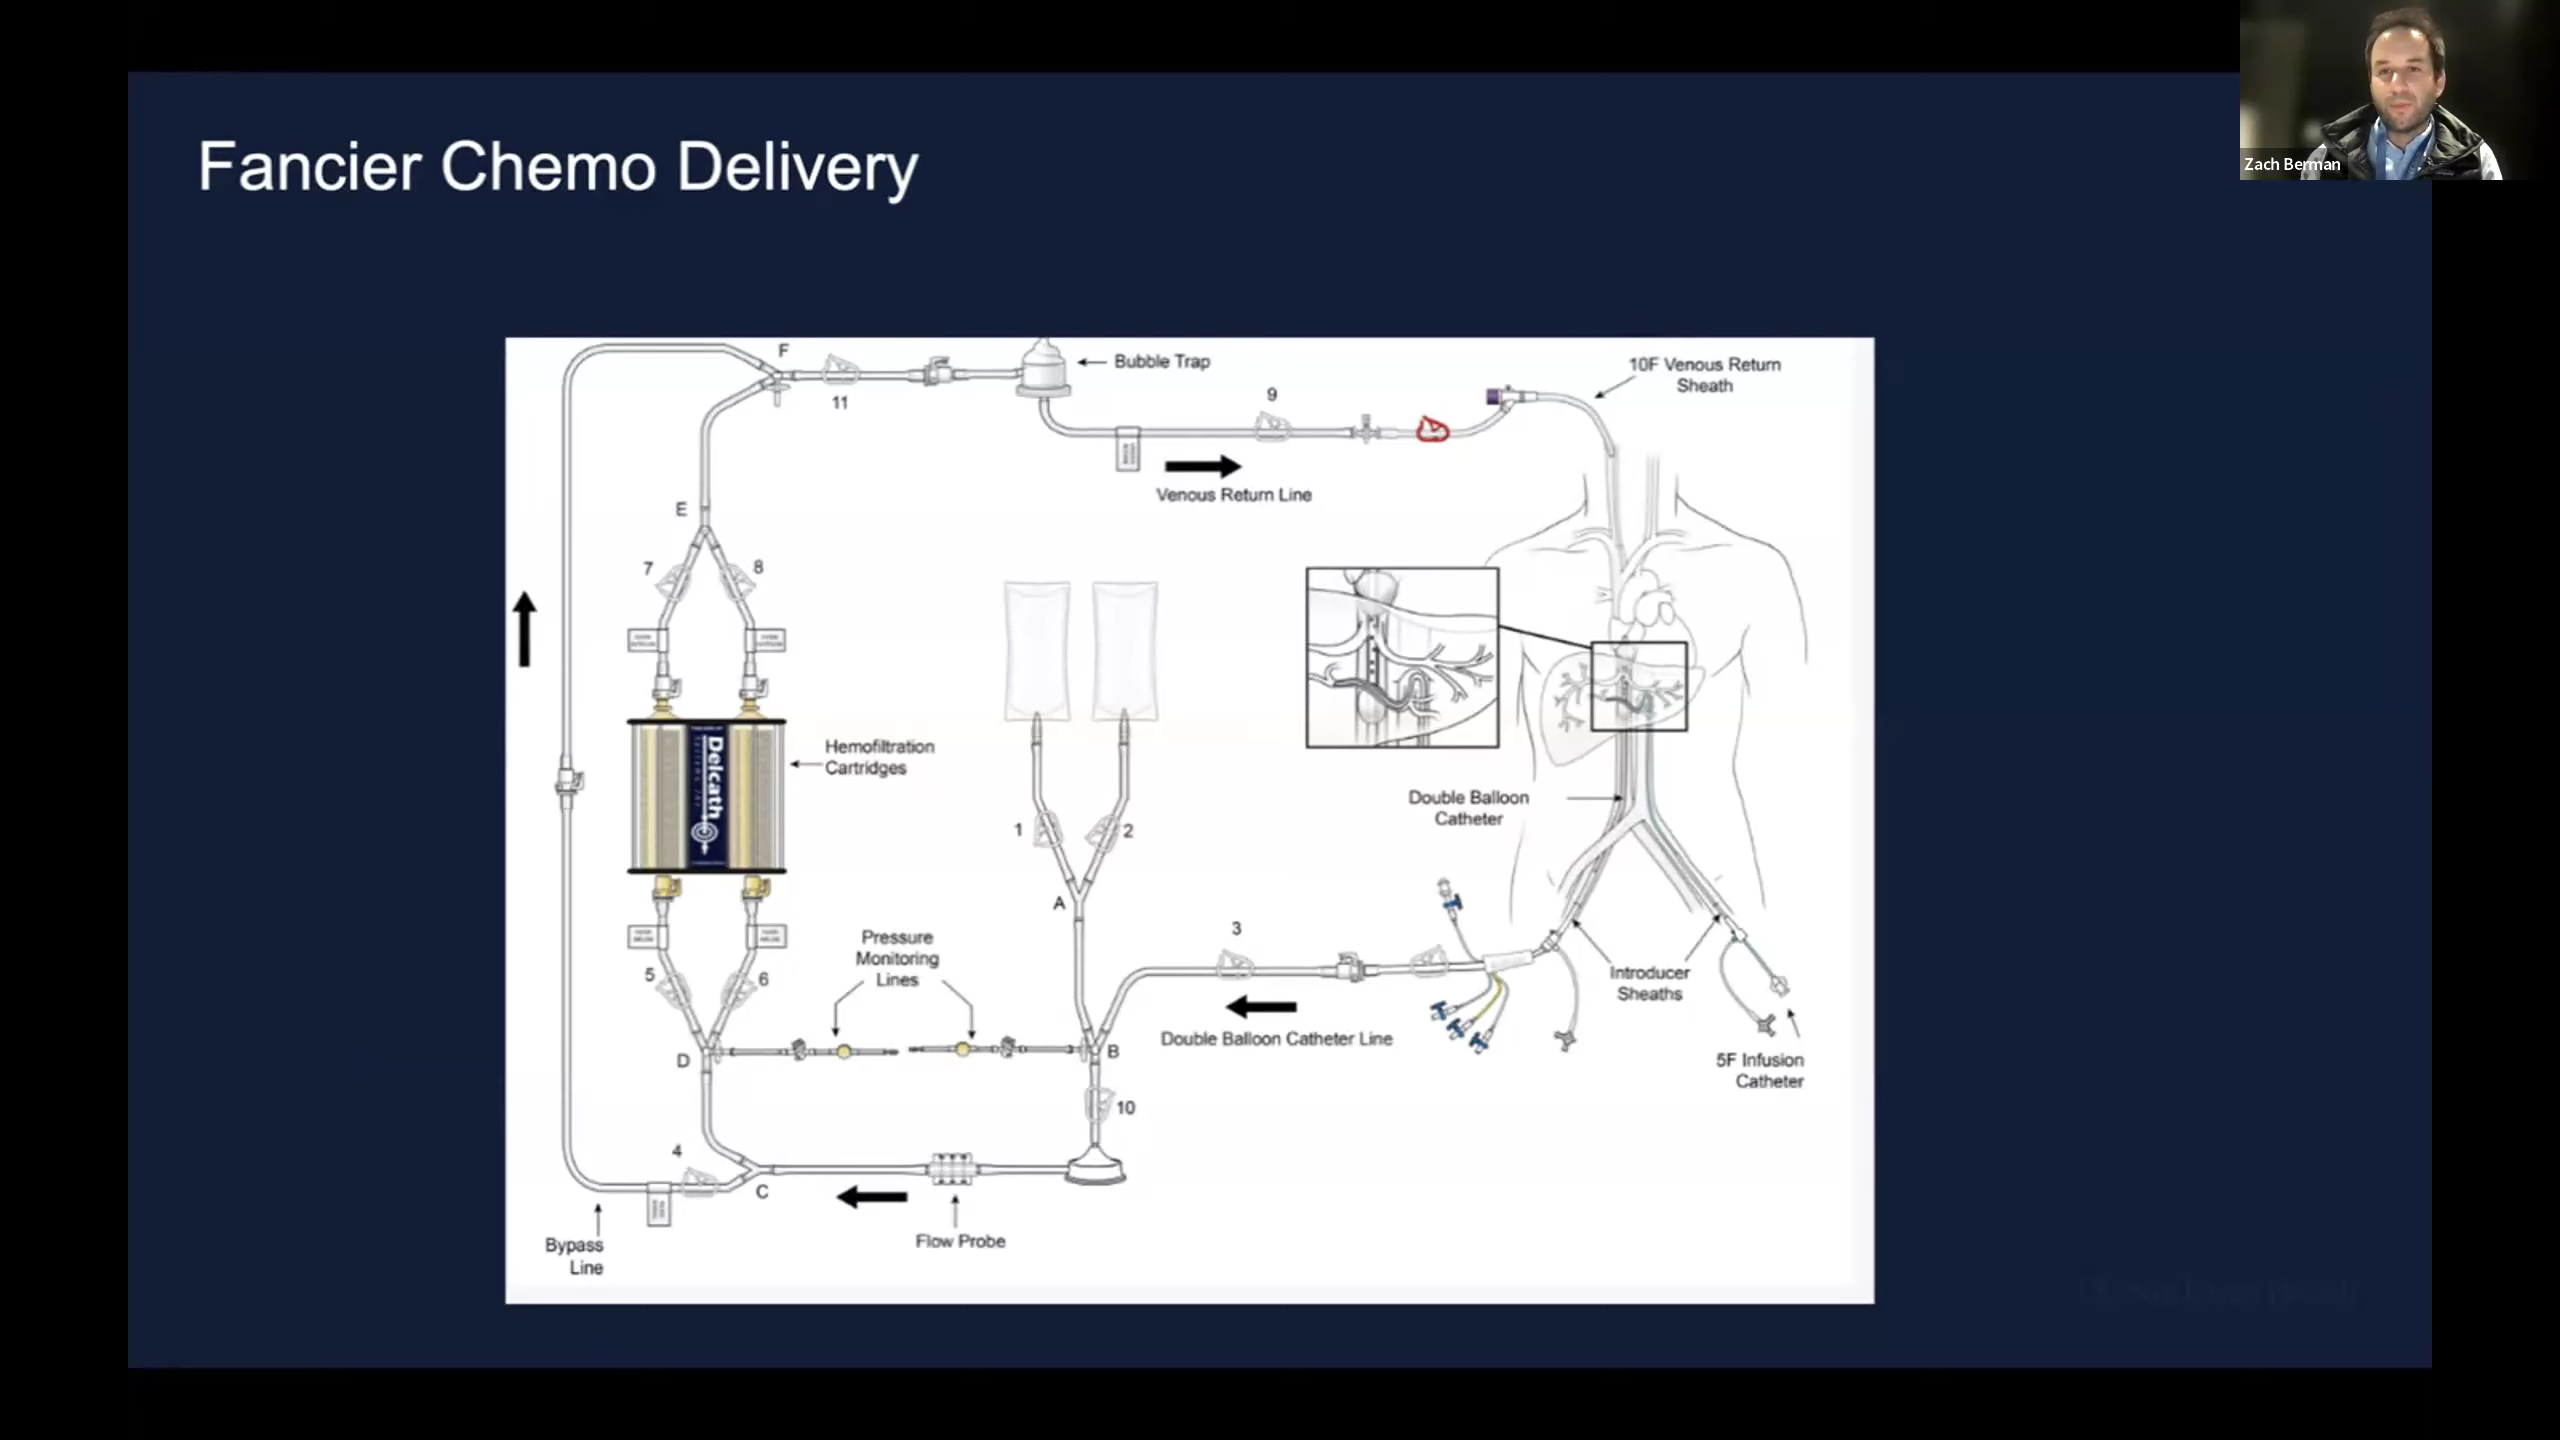 Zach Berman
Fancier Chemo Delivery
F
Bubble Trap
10F Venous Return
Sheath
11
9
Venous Return Line
E
7
8
Hemofiltration
Cartridges
Delcath
Double Balloon
Catheter
1
2
A
3
Pressure
Monitoring
Lines
5
6
Introducer
Sheaths
Double Balloon Catheter Line
D
B
5F Infusion
Catheter
10
4
C
Flow Probe
Bypass
Line